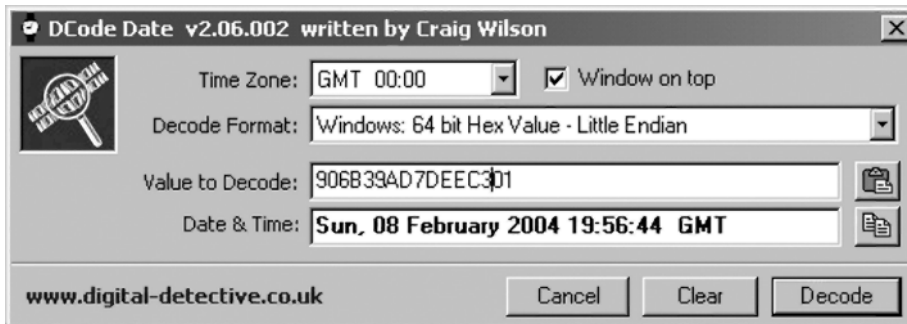 DCode Date v2.06.002 written by Craig Wilson
Time Zone: GMT 00:00 Window on top
Decode Format: Windows: 64 bit Hex Value - Little Endian
Value to Decode: 906B39AD7DEEC301
Date & Time: Sun, 08 February 2004 19:56:44 GMT
www.digital-detective.co.uk Cancel Clear Decode